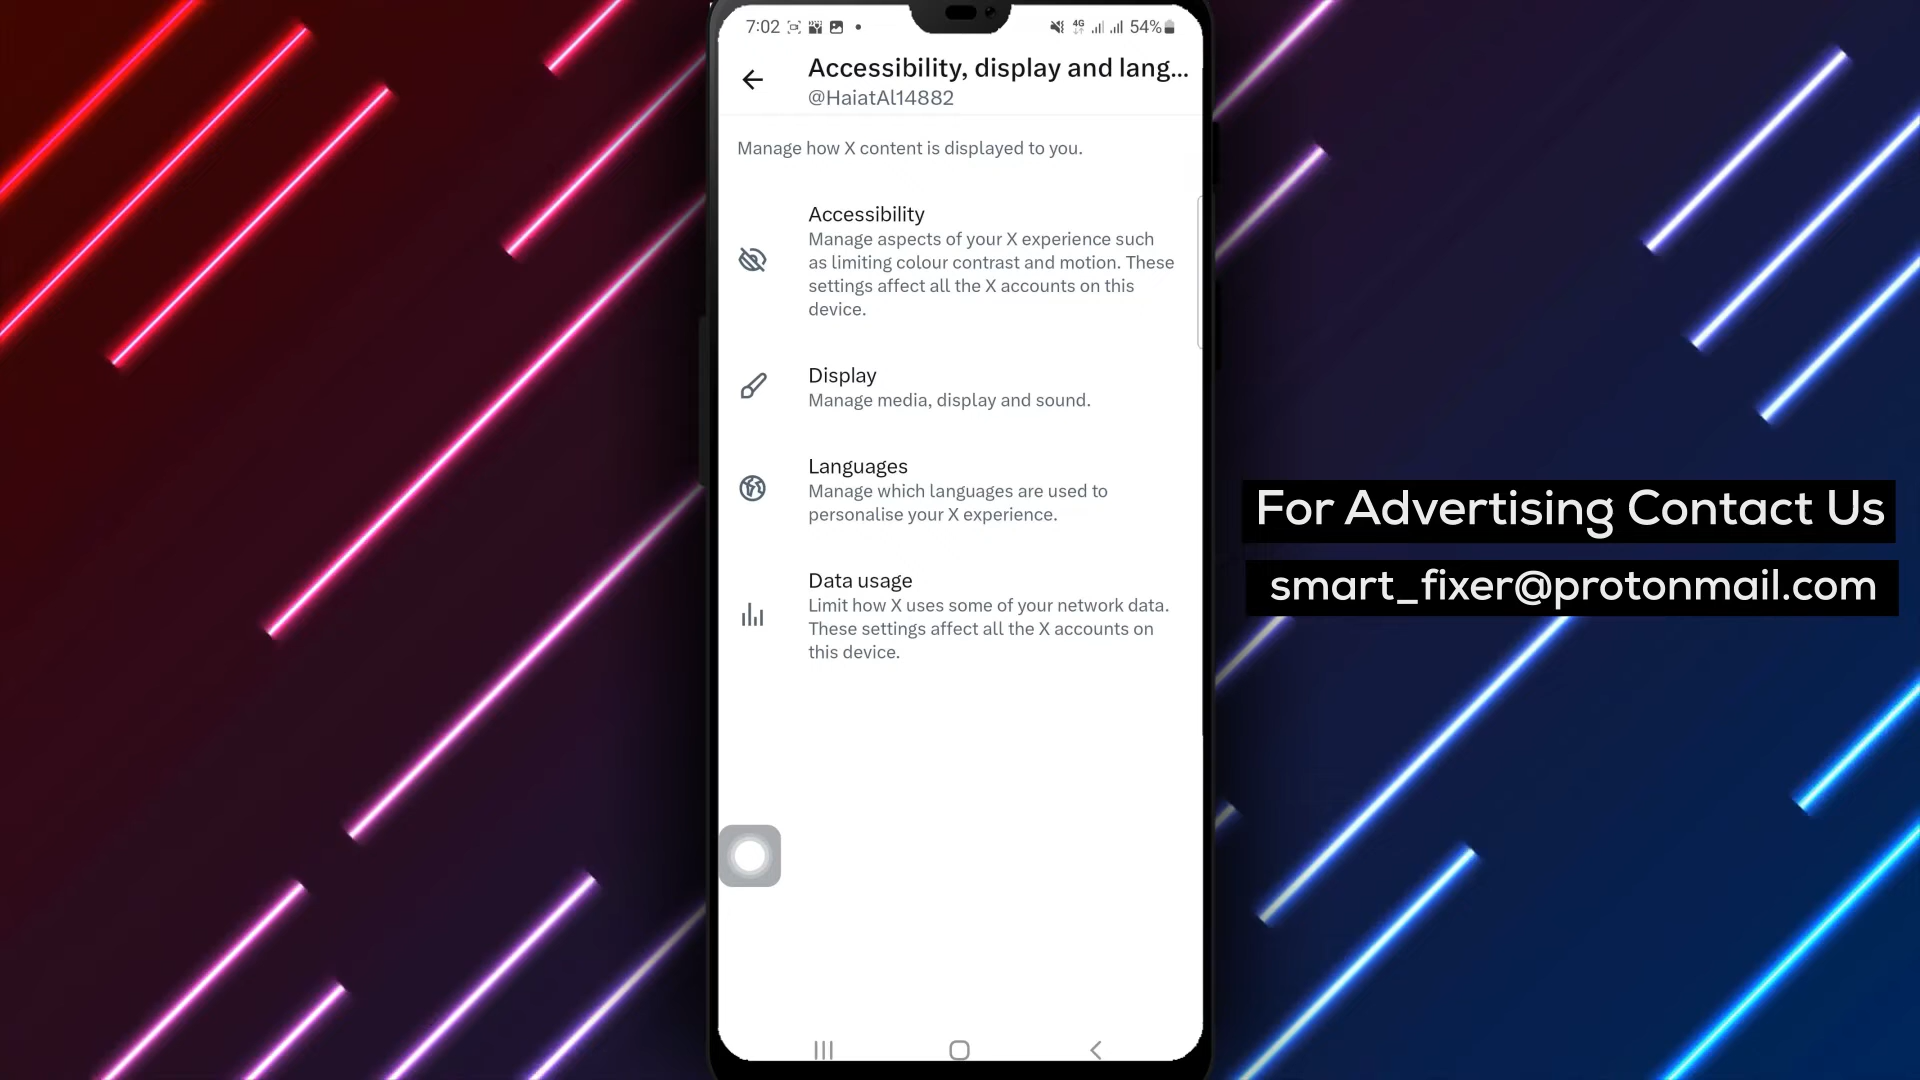 7:02
4G
54%
Accessibility, display and lang...
@HaiatAl14882
Manage how X content is displayed to you.
Accessibility
Manage aspects of your X experience such
as limiting colour contrast and motion. These
settings affect all the X accounts on this
device.
Display
Manage media, display and sound.
Languages
Manage which languages are used to
personalise your X experience.
Data usage
Limit how X uses some of your network data.
These settings affect all the X accounts on
this device.
For Advertising Contact Us
smart_fixer@protonmail.com